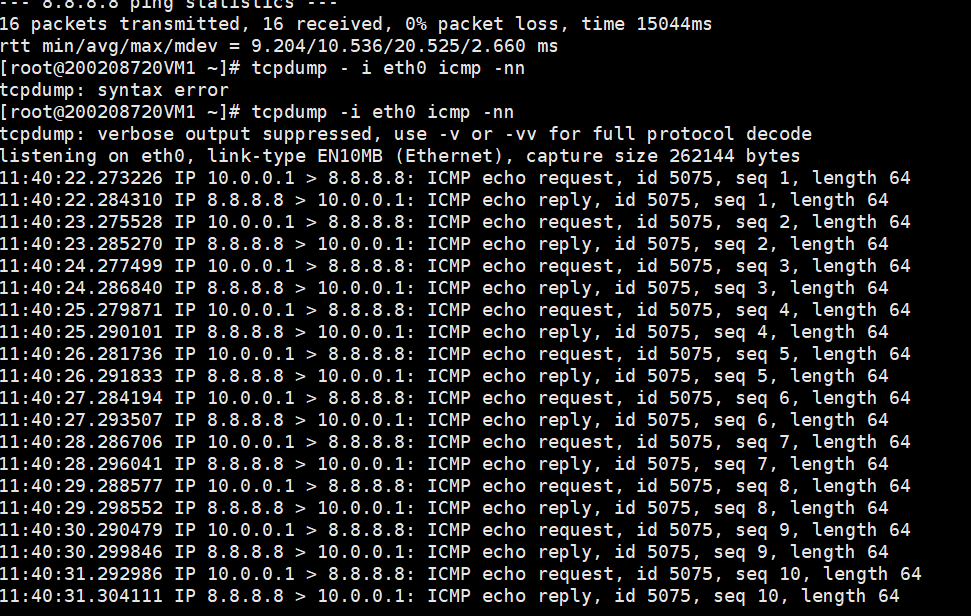 --- 8.8.8.8 ping statistics ---
16 packets transmitted, 16 received, 0% packet loss, time 15044ms
rtt min/avg/max/mdev = 9.204/10.536/20.525/2.660 ms
[root@200208720VM1 ~]# tcpdump - i eth0 icmp -nn
tcpdump: syntax error
[root@200208720VM1 ~]# tcpdump -i eth0 icmp -nn
tcpdump: verbose output suppressed, use -v or -vv for full protocol decode
listening on eth0, link-type EN10MB (Ethernet), capture size 262144 bytes
11:40:22.273226 IP 10.0.0.1 > 8.8.8.8: ICMP echo request, id 5075, seq 1, length 64
11:40:22.284310 IP 8.8.8.8 > 10.0.0.1: ICMP echo reply, id 5075, seq 1, length 64
11:40:23.275528 IP 10.0.0.1 > 8.8.8.8: ICMP echo request, id 5075, seq 2, length 64
11:40:23.285270 IP 8.8.8.8 > 10.0.0.1: ICMP echo reply, id 5075, seq 2, length 64
11:40:24.277499 IP 10.0.0.1 > 8.8.8.8: ICMP echo request, id 5075, seq 3, length 64
11:40:24.286840 IP 8.8.8.8 > 10.0.0.1: ICMP echo reply, id 5075, seq 3, length 64
11:40:25.279871 IP 10.0.0.1 > 8.8.8.8: ICMP echo request, id 5075, seq 4, length 64
11:40:25.290101 IP 8.8.8.8 > 10.0.0.1: ICMP echo reply, id 5075, seq 4, length 64
11:40:26.281736 IP 10.0.0.1 > 8.8.8.8: ICMP echo request, id 5075, seq 5, length 64
11:40:26.291833 IP 8.8.8.8 > 10.0.0.1: ICMP echo reply, id 5075, seq 5, length 64
11:40:27.284194 IP 10.0.0.1 > 8.8.8.8: ICMP echo request, id 5075, seq 6, length 64
11:40:27.293507 IP 8.8.8.8 > 10.0.0.1: ICMP echo reply, id 5075, seq 6, length 64
11:40:28.286706 IP 10.0.0.1 > 8.8.8.8: ICMP echo request, id 5075, seq 7, length 64
11:40:28.296041 IP 8.8.8.8 > 10.0.0.1: ICMP echo reply, id 5075, seq 7, length 64
11:40:29.288577 IP 10.0.0.1 > 8.8.8.8: ICMP echo request, id 5075, seq 8, length 64
11:40:29.298552 IP 8.8.8.8 > 10.0.0.1: ICMP echo reply, id 5075, seq 8, length 64
11:40:30.290479 IP 10.0.0.1 > 8.8.8.8: ICMP echo request, id 5075, seq 9, length 64
11:40:30.299846 IP 8.8.8.8 > 10.0.0.1: ICMP echo reply, id 5075, seq 9, length 64
11:40:31.292986 IP 10.0.0.1 > 8.8.8.8: ICMP echo request, id 5075, seq 10, length 64
11:40:31.304111 IP 8.8.8.8 > 10.0.0.1: ICMP echo reply, id 5075, seq 10, length 64